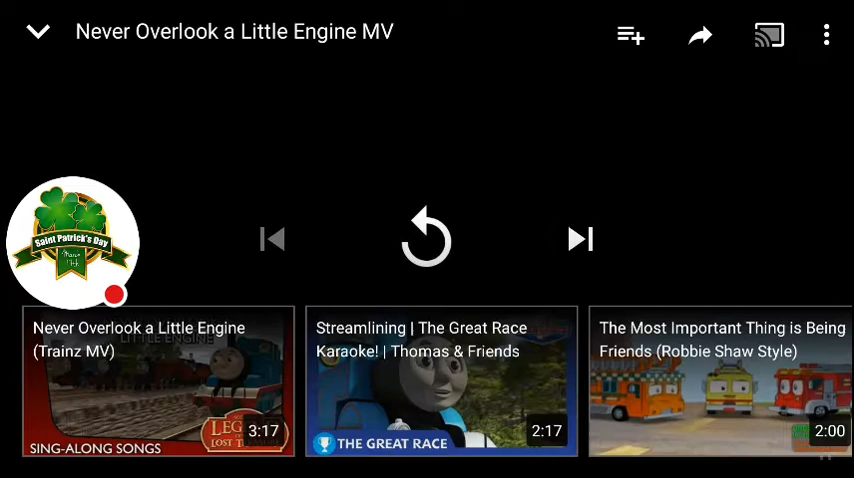 Never Overlook a Little Engine MV
Saint Patrick's Day
March
17th
Never Overlook a Little Engine
(Trainz MV)
LITTLE ENGINE
LEG
LOST T
3:17
SING-ALONG SONGS
Streamlining | The Great Race
Karaoke! | Thomas & Friends
2:17
THE GREAT RACE
The Most Important Thing is Being
Friends (Robbie Shaw Style)
2:00